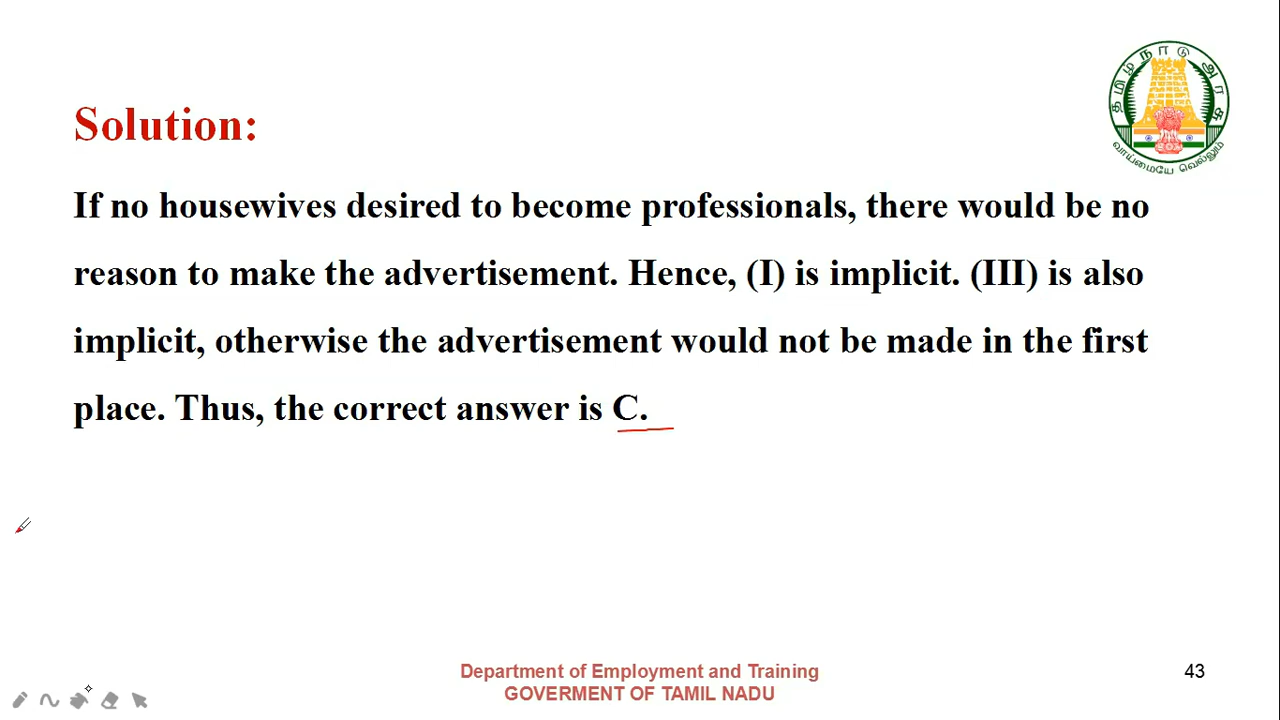 தமிழ்நாடு அரசு
வாய்மையே வெல்லும்
Solution:
If no housewives desired to become professionals, there would be no
reason to make the advertisement. Hence, (I) is implicit. (III) is also
implicit, otherwise the advertisement would not be made in the first
place. Thus, the correct answer is C.
Department of Employment and Training
GOVERMENT OF TAMIL NADU
43